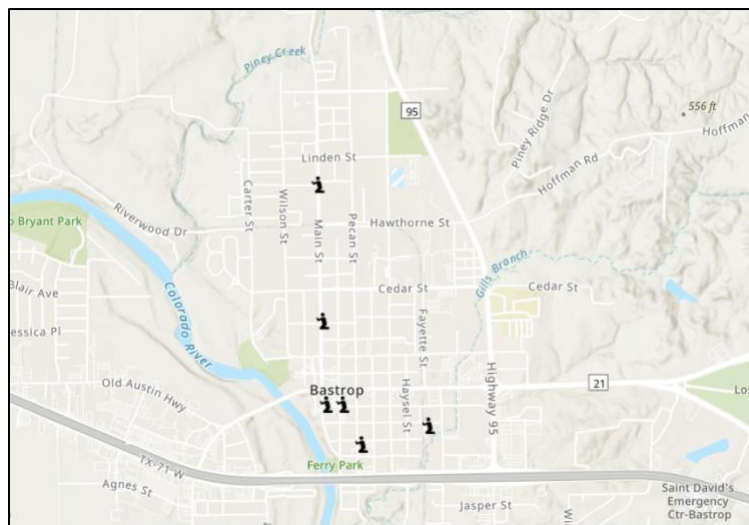 Piney Creek
95
556 ft
Piney Ridge Dr
Hoffman
Hoffman Rd
Linden St
Carter St
Wilson St
Main St
Pecan St
Hawthorne St
o Bryant Park
Riverwood Dr
Gills Branch
Blair Ave
Cedar St
Cedar St
Colorado River
essica Pl
Fayette St
Highway 95
Old Austin Hwy
Bastrop
Haysel St
21
Los
TX-71 W
Ferry Park
Agnes St
Jasper St
Saint David's
Emergency
Ctr-Bastrop